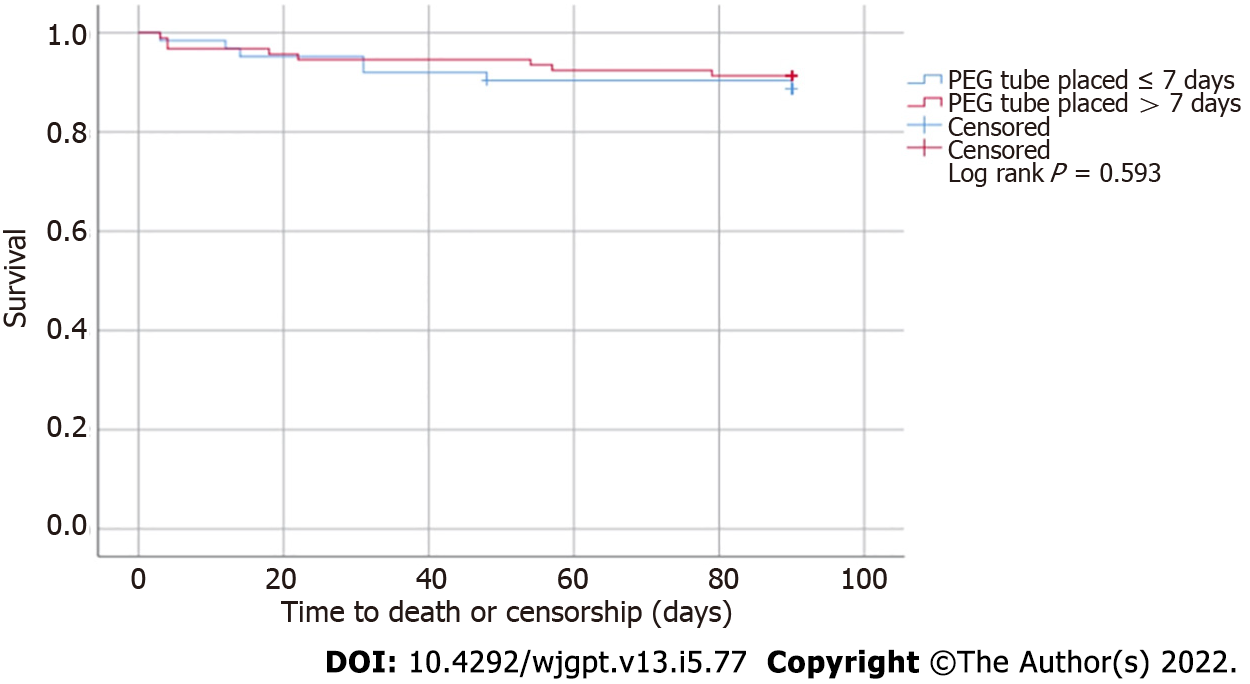 1.0
0.8
0.6
0.4
0.2
0.0
Survival
0 20 40 60 80 100
Time to death or censorship (days)
PEG tube placed ≤ 7 days
PEG tube placed > 7 days
Censored
Censored
Log rank P = 0.593
DOI: 10.4292/wjgpt.v13.i5.77 Copyright ©The Author(s) 2022.